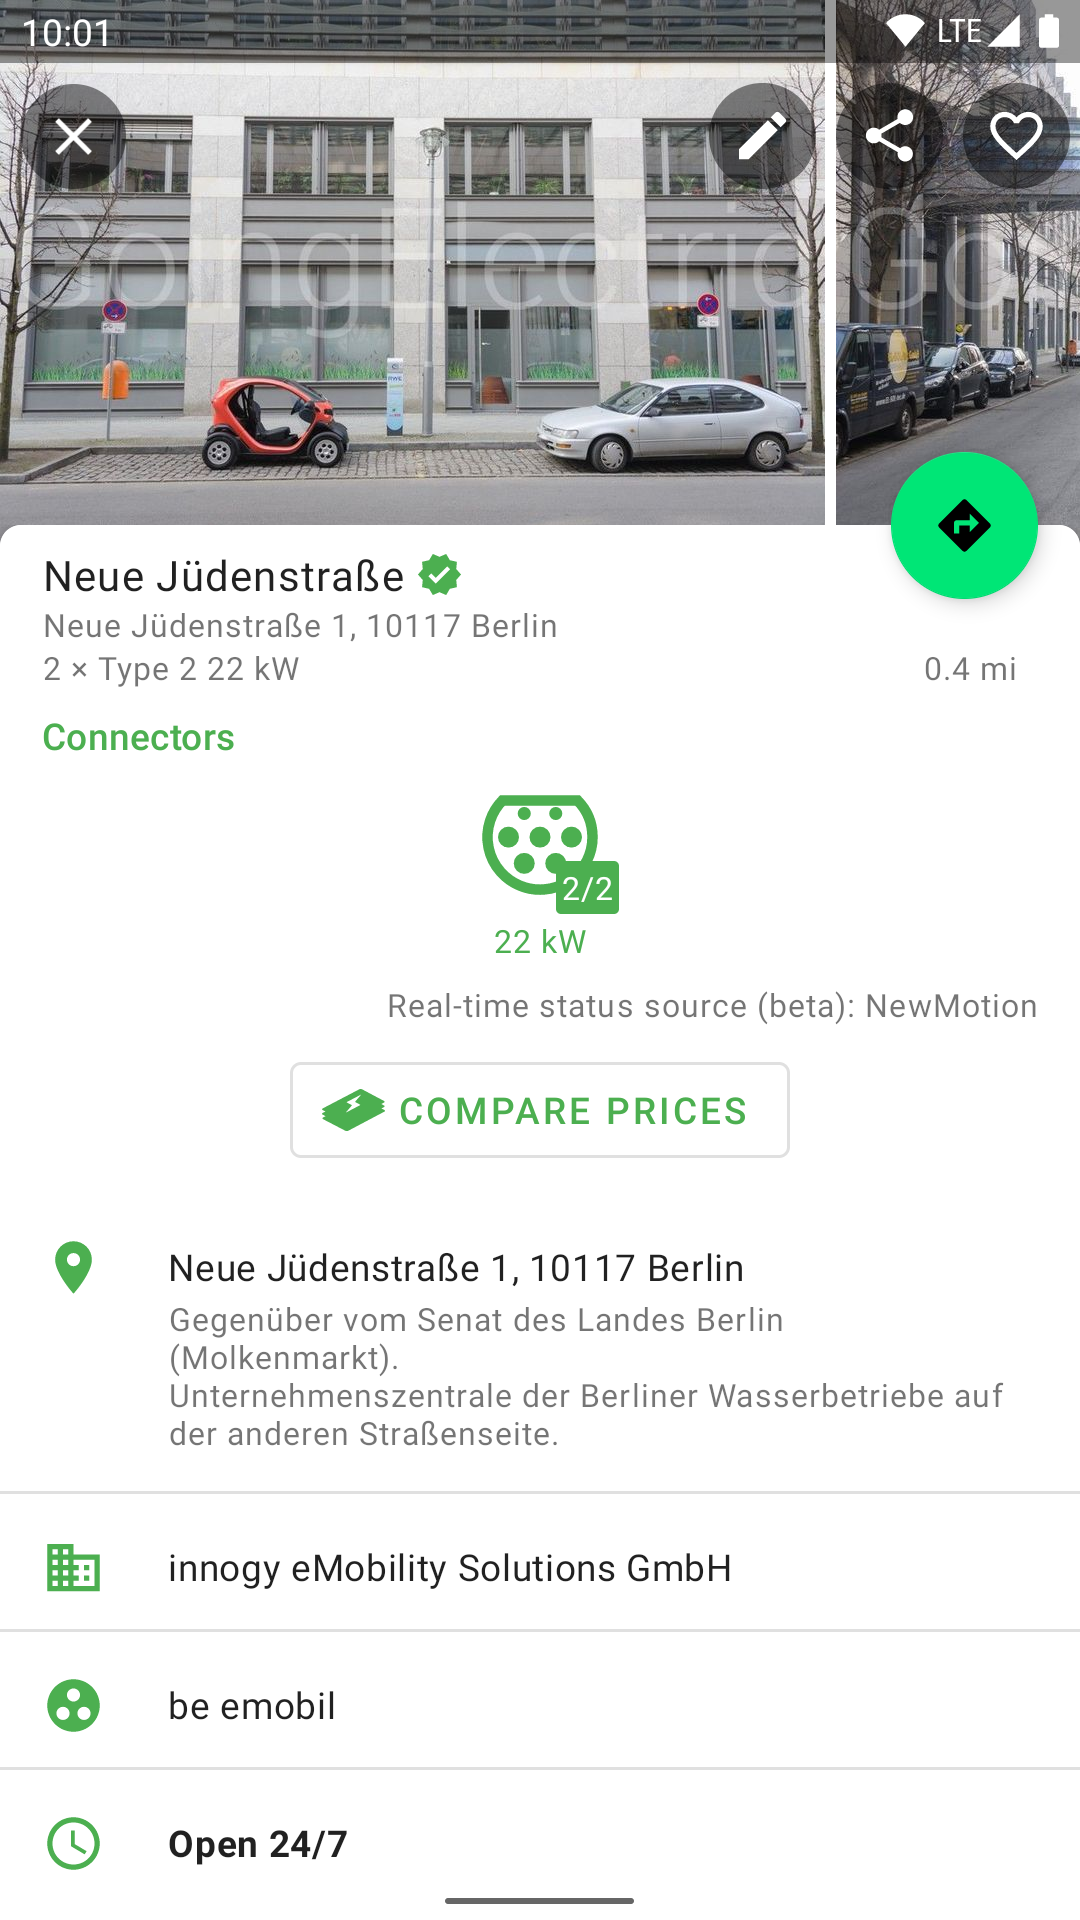 10:01
LTE
GoingElectric
Go
RWE
Neue Jüdenstraße
Neue Jüdenstraße 1, 10117 Berlin
2 × Type 2 22 kW
0.4 mi
Connectors
2/2
22 kW
Real-time status source (beta): NewMotion
COMPARE PRICES
Neue Jüdenstraße 1, 10117 Berlin
Gegenüber vom Senat des Landes Berlin
(Molkenmarkt).
Unternehmenszentrale der Berliner Wasserbetriebe auf
der anderen Straßenseite.
innogy eMobility Solutions GmbH
be emobil
Open 24/7